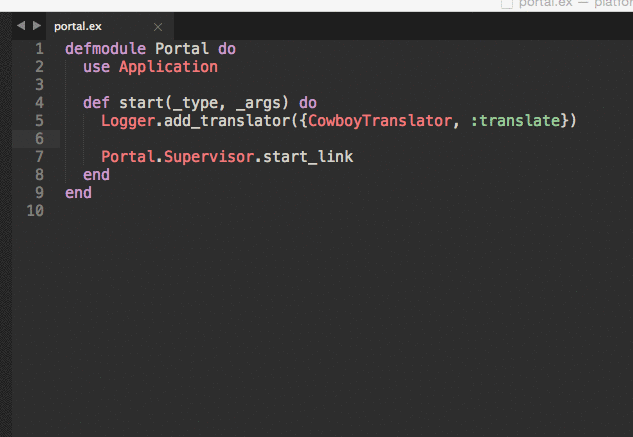 portal.ex — platfor
portal.ex
1 defmodule Portal do
2 use Application
3
4 def start(_type, _args) do
5 Logger.add_translator({CowboyTranslator, :translate})
6
7 Portal.Supervisor.start_link
8 end
9 end
10